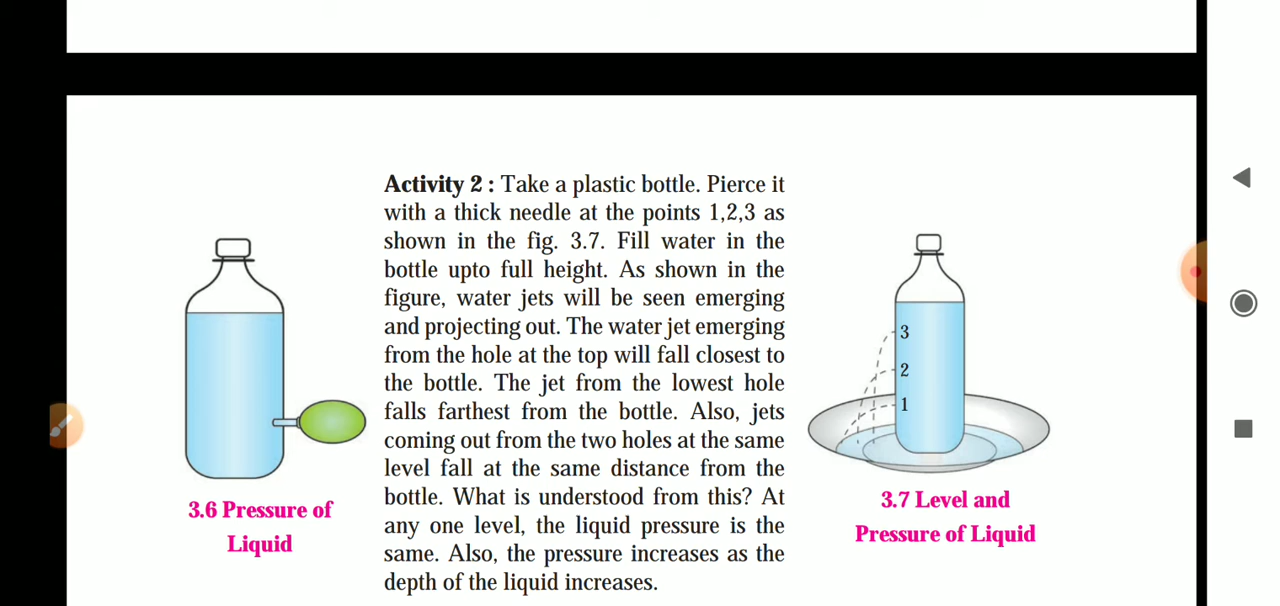 Activity 2 : Take a plastic bottle. Pierce it
with a thick needle at the points 1,2,3 as
shown in the fig. 3.7. Fill water in the
bottle upto full height. As shown in the
figure, water jets will be seen emerging
and projecting out. The water jet emerging
from the hole at the top will fall closest to
the bottle. The jet from the lowest hole
falls farthest from the bottle. Also, jets
coming out from the two holes at the same
level fall at the same distance from the
bottle. What is understood from this? At
any one level, the liquid pressure is the
same. Also, the pressure increases as the
depth of the liquid increases.
3.6 Pressure of
Liquid
3
2
1
3.7 Level and
Pressure of Liquid